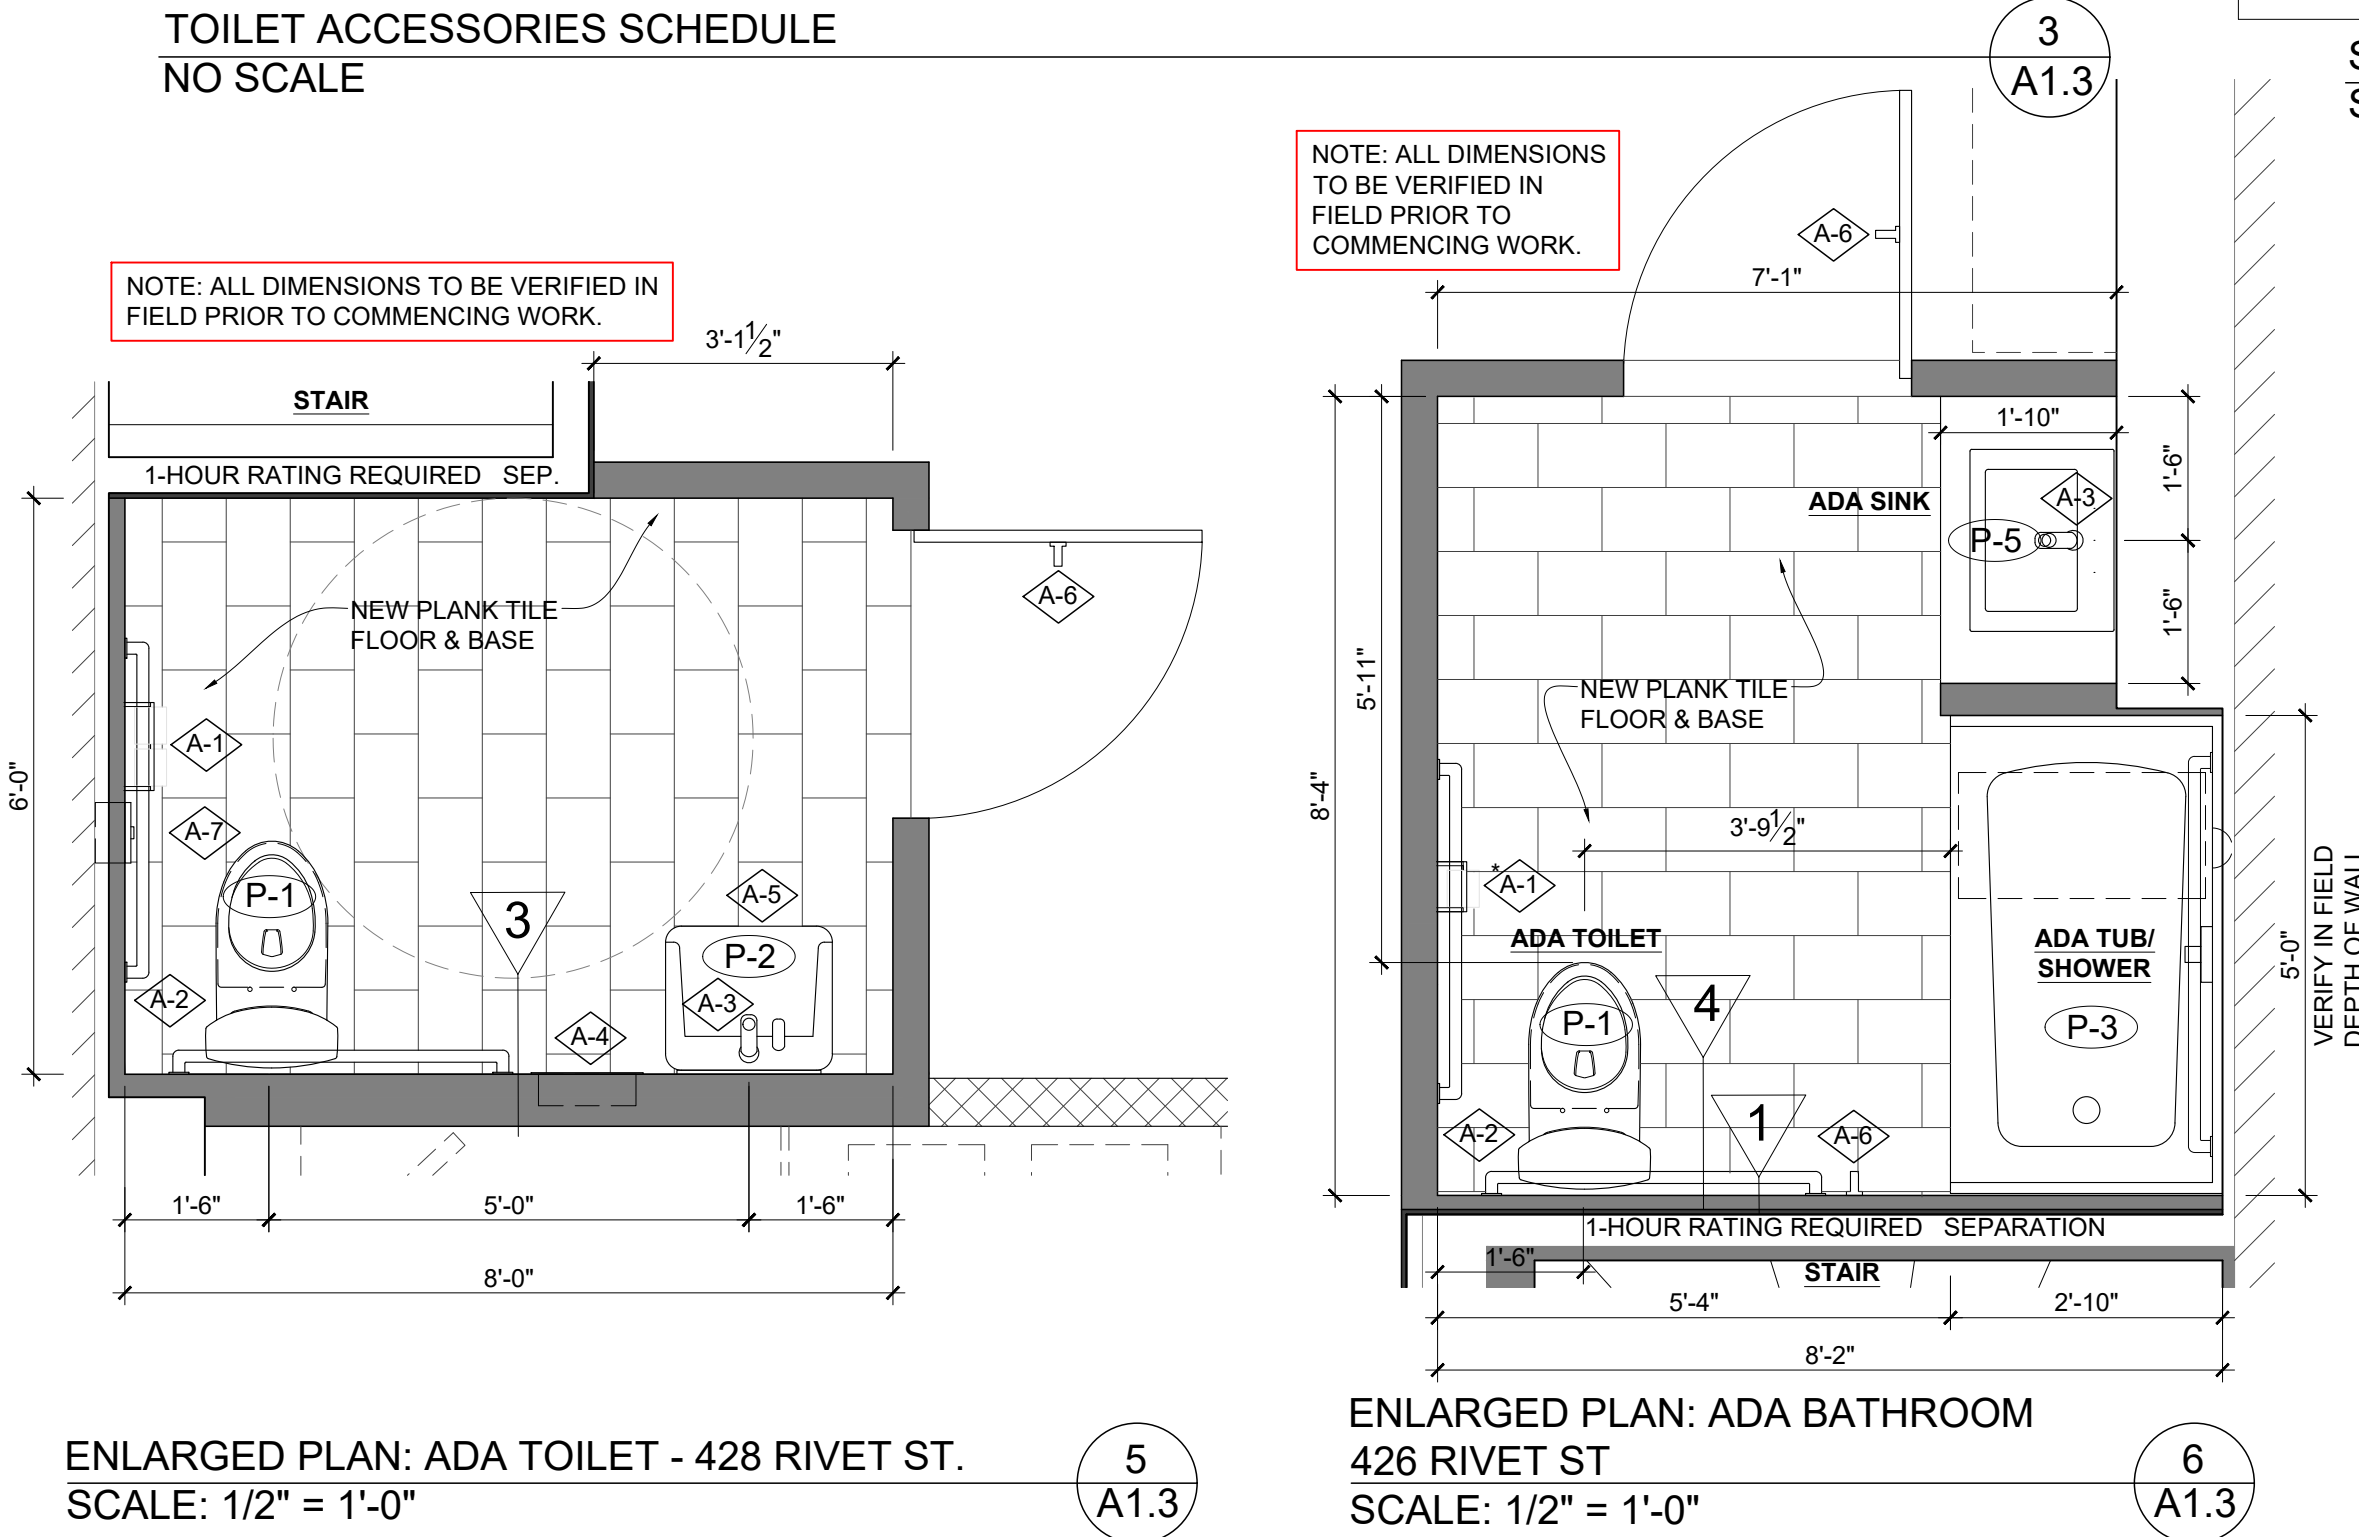 TOILET ACCESSORIES SCHEDULE
NO SCALE
3
A1.3
NOTE: ALL DIMENSIONS TO BE VERIFIED IN
FIELD PRIOR TO COMMENCING WORK.
3'-1 1/2"
STAIR
1-HOUR RATING REQUIRED SEP.
6'-0"
NEW PLANK TILE
FLOOR & BASE
A-6
A-1
A-7
P-1
3
A-5
P-2
A-2
A-3
A-4
1'-6"
5'-0"
1'-6"
8'-0"
ENLARGED PLAN: ADA TOILET - 428 RIVET ST.
SCALE: 1/2" = 1'-0"
5
A1.3
NOTE: ALL DIMENSIONS
TO BE VERIFIED IN
FIELD PRIOR TO
COMMENCING WORK.
A-6
7'-1"
1'-10"
1'-6"
ADA SINK
A-3
P-5
1'-6"
5'-11"
8'-4"
NEW PLANK TILE
FLOOR & BASE
3'-9 1/2"
*
A-1
ADA TOILET
ADA TUB/
SHOWER
5'-0"
VERIFY IN FIELD
DEPTH OF WALL
P-1
4
P-3
A-2
1
A-6
1-HOUR RATING REQUIRED SEPARATION
1'-6"
STAIR
5'-4"
2'-10"
8'-2"
ENLARGED PLAN: ADA BATHROOM
426 RIVET ST
SCALE: 1/2" = 1'-0"
6
A1.3